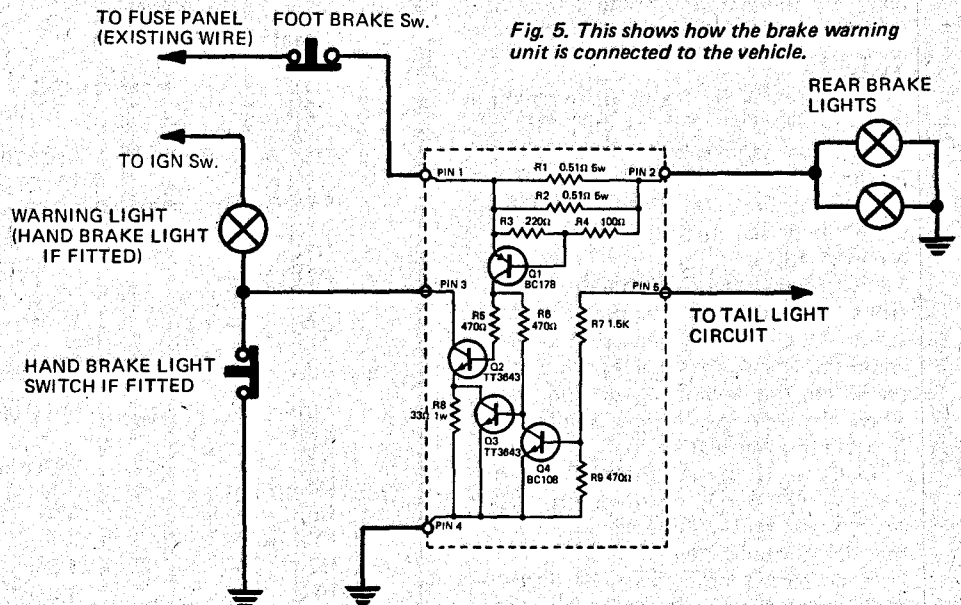 TO FUSE PANEL
(EXISTING WIRE)
FOOT BRAKE Sw.
Fig. 5. This shows how the brake warning
unit is connected to the vehicle.
REAR BRAKE
LIGHTS
TO IGN Sw.
PIN 1
R1 0.51Ω 5w
PIN 2
R2 0.51Ω 5w
R3 220Ω
R4 100Ω
WARNING LIGHT
(HAND BRAKE LIGHT
IF FITTED)
Q1
BC178
PIN 3
PIN 5
R5
470Ω
R6
470Ω
R7 1.5K
TO TAIL LIGHT
CIRCUIT
HAND BRAKE LIGHT
SWITCH IF FITTED
Q2
TT3643
R8
33Ω 1w
Q3
TT3643
Q4
BC108
R9 470Ω
PIN 4